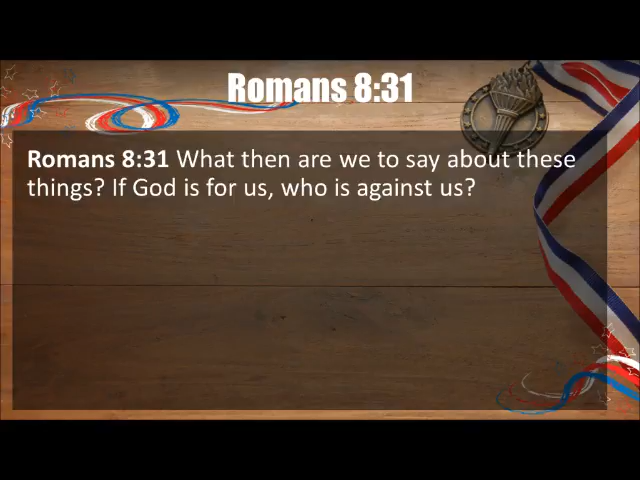 Romans 8:31
Romans 8:31 What then are we to say about these
things? If God is for us, who is against us?